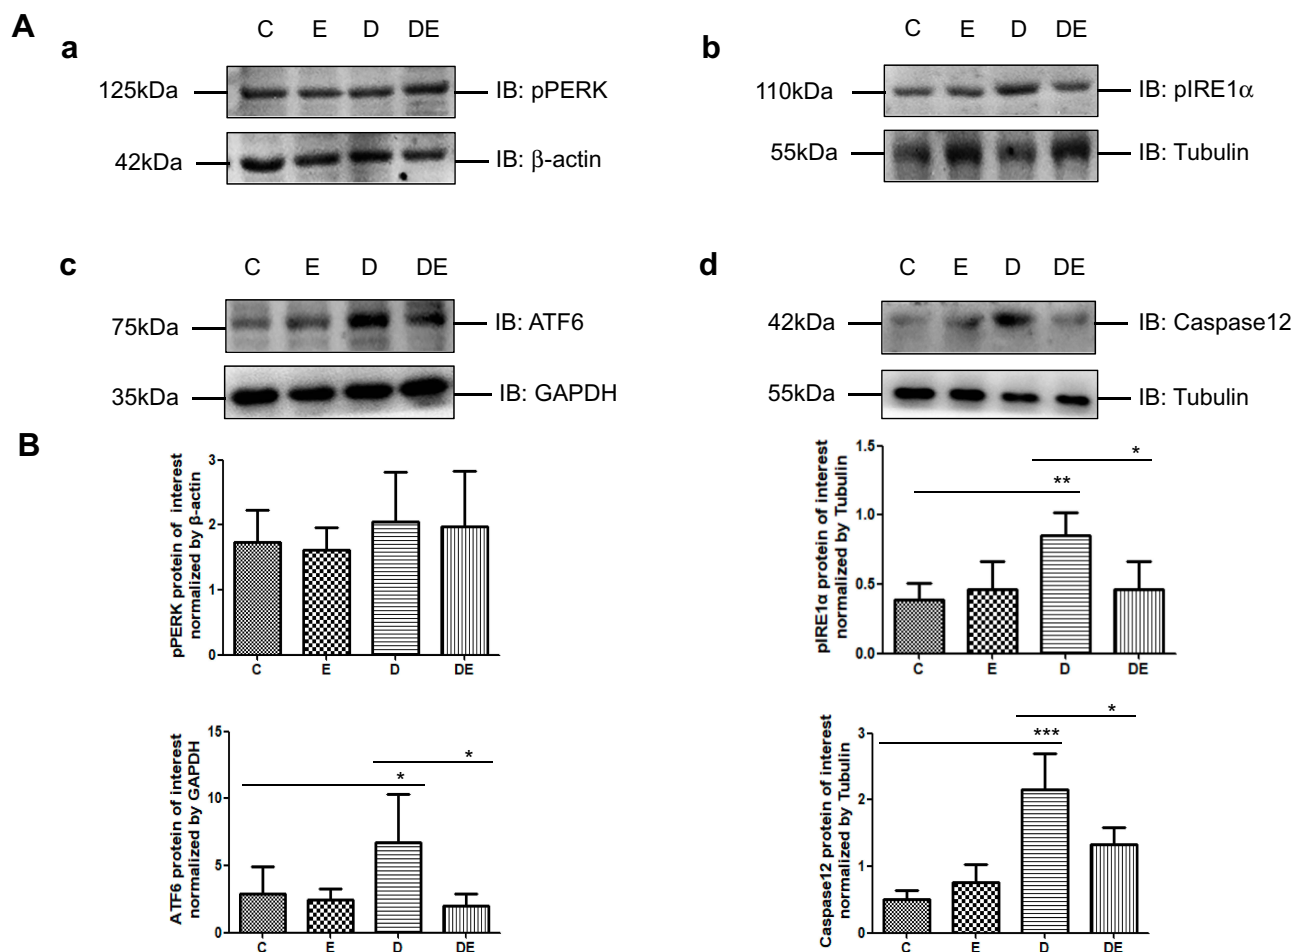 A
a
C E D DE
125kDa
IB: pPERK
42kDa
IB: β-actin
b
C E D DE
110kDa
IB: pIRE1α
55kDa
IB: Tubulin
c
C E D DE
75kDa
IB: ATF6
35kDa
IB: GAPDH
d
C E D DE
42kDa
IB: Caspase12
55kDa
IB: Tubulin
B
pPERK protein of interest
normalized by β-actin
3
2
1
0
C E D DE
pIRE1α protein of interest
normalized by Tubulin
1.5
1.0
0.5
0.0
**
*
C E D DE
ATF6 protein of interest
normalized by GAPDH
15
10
5
0
*
*
C E D DE
Caspase12 protein of interest
normalized by Tubulin
3
2
1
0
***
*
C E D DE